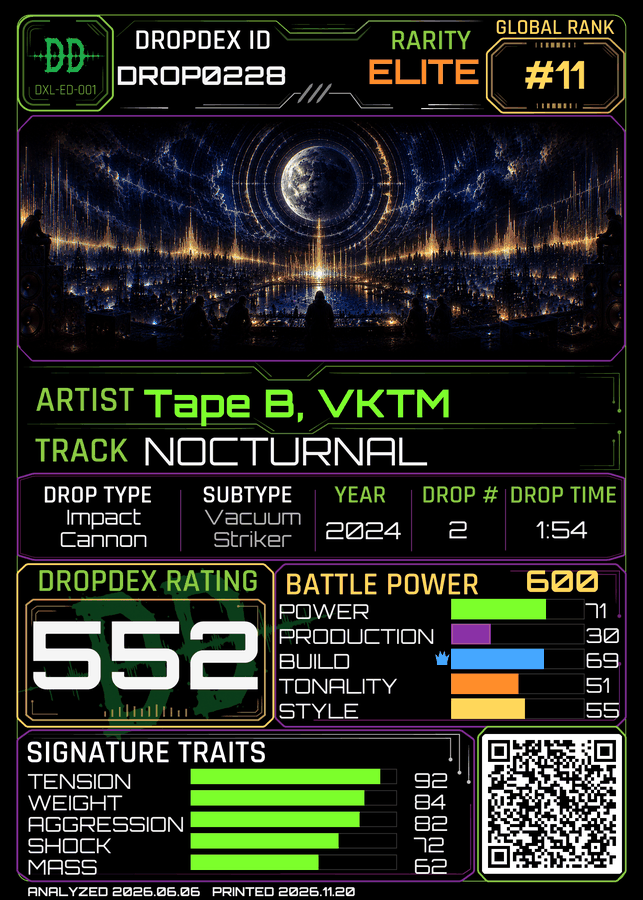 DD
DXL-ED-001
DROPDEX ID
DROP0228
RARITY
ELITE
GLOBAL RANK
#11
ARTIST Tape B, VKTM
TRACK NOCTURNAL
DROP TYPE
Impact
Cannon
SUBTYPE
Vacuum
Striker
YEAR
2024
DROP #
2
DROP TIME
1:54
DROPDEX RATING
552
BATTLE POWER 600
POWER 71
PRODUCTION 30
BUILD 69
TONALITY 51
STYLE 55
SIGNATURE TRAITS
TENSION 92
WEIGHT 84
AGGRESSION 82
SHOCK 72
MASS 62
ANALYZED 2026.06.06 PRINTED 2026.11.20